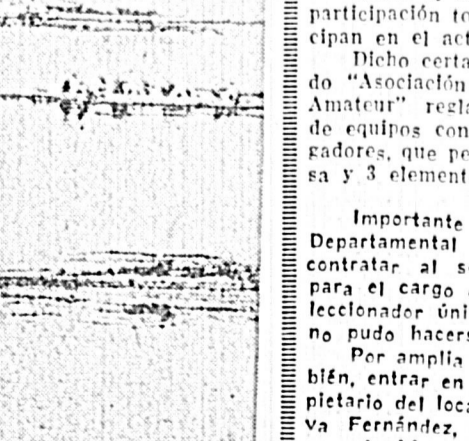 participación to
cipan en el act
Dicho certa
do "Asociación
Amateur" regla
de equipos con
gadores, que pe
sa y 3 element
Importante
Departamental
contratar al s
para el cargo
leccionador úni
no pudo hacers
Por amplia
bién, entrar en
pietario del loca
va Fernández,